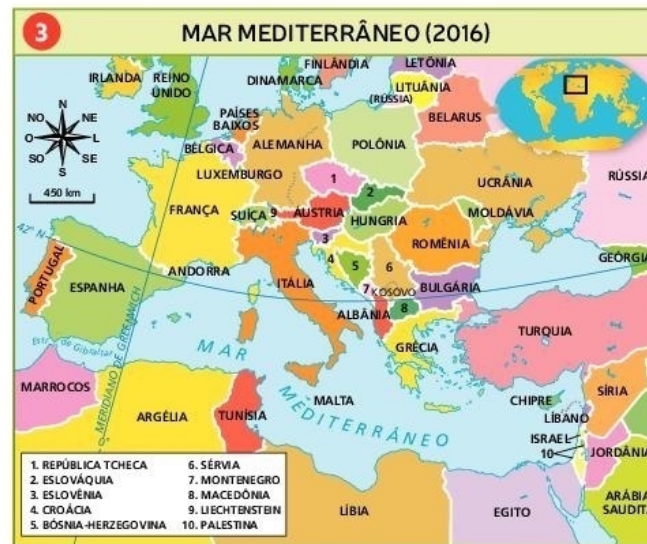 3
MAR MEDITERRÂNEO (2016)
IRLANDA
REINO
UNIDO
DINAMARCA
FINLÂNDIA
LETÔNIA
LITUÂNIA
(RÚSSIA)
BELARUS
RÚSSIA
N
NE
L
SE
S
SO
O
NO
450 km
PAÍSES
BAIXOS
BÉLGICA
ALEMANHA
POLÔNIA
LUXEMBURGO
1
2
UCRÂNIA
FRANÇA
SUÍÇA
9
ÁUSTRIA
HUNGRIA
MOLDÁVIA
3
4
5
6
ROMÊNIA
GEÓRGIA
42° N
PORTUGAL
ESPANHA
ANDORRA
ITÁLIA
7
KOSOVO
BULGÁRIA
8
ALBÂNIA
GRÉCIA
TURQUIA
Estr. de Gibraltar
MERIDIANO DE GREENWICH
MAR
MEDITERRÂNEO
MARROCOS
ARGÉLIA
TUNÍSIA
MALTA
CHIPRE
SÍRIA
LÍBANO
ISRAEL
10
JORDÂNIA
LÍBIA
EGITO
ARÁBIA
SAUDITA
1. REPÚBLICA TCHECA
2. ESLOVÁQUIA
3. ESLOVÊNIA
4. CROÁCIA
5. BÓSNIA-HERZEGOVINA
6. SÉRVIA
7. MONTENEGRO
8. MACEDÔNIA
9. LIECHTENSTEIN
10. PALESTINA